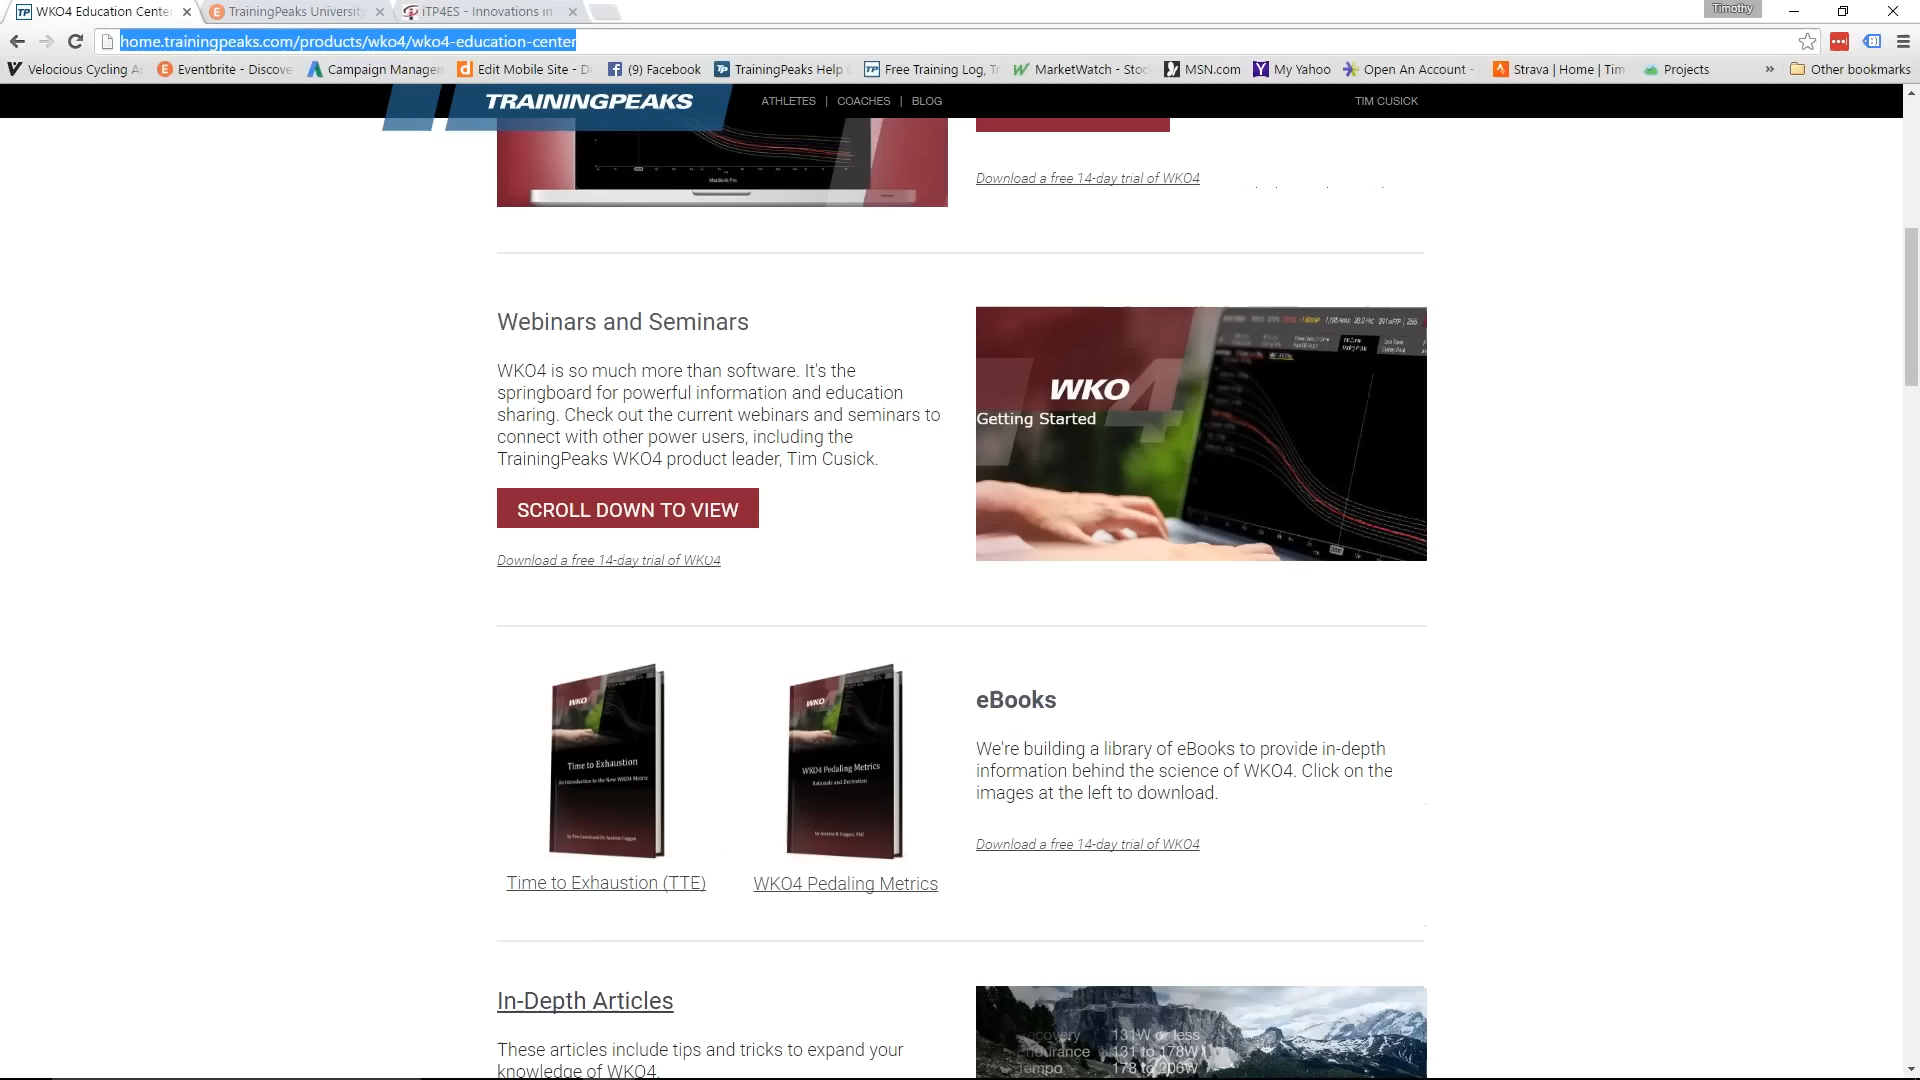 WKO4 Education Cente
TrainingPeaks University
iTP4ES - Innovations in
Timothy
home.trainingpeaks.com/products/wko4/wko4-education-center
Velocious Cycling A
Eventbrite - Discove
Campaign Manager
Edit Mobile Site - D
(9) Facebook
TrainingPeaks Help
Free Training Log, Tr
MarketWatch - Stoc
MSN.com
My Yahoo
Open An Account -
Strava | Home | Tim
Projects
» Other bookmarks
TRAININGPEAKS
ATHLETES | COACHES | BLOG
TIM CUSICK
MacBook Pro
Download a free 14-day trial of WKO4
Webinars and Seminars
WKO4 is so much more than software. It's the
springboard for powerful information and education
sharing. Check out the current webinars and seminars to
connect with other power users, including the
TrainingPeaks WKO4 product leader, Tim Cusick.
SCROLL DOWN TO VIEW
Download a free 14-day trial of WKO4
WKO4
Getting Started
WKO4
Time to Exhaustion
An Introduction to the New WKO4 Metric
by Tim Cusick and Dr Andrew Coggan
Time to Exhaustion (TTE)
WKO4
WKO4 Pedaling Metrics
Rationale and Derivation
by Andrew R. Coggan, PhD
WKO4 Pedaling Metrics
eBooks
We're building a library of eBooks to provide in-depth
information behind the science of WKO4. Click on the
images at the left to download.
Download a free 14-day trial of WKO4
In-Depth Articles
These articles include tips and tricks to expand your
knowledge of WKO4.
Recovery 131W or less
Endurance 131 to 178W
Tempo 178 to 206W